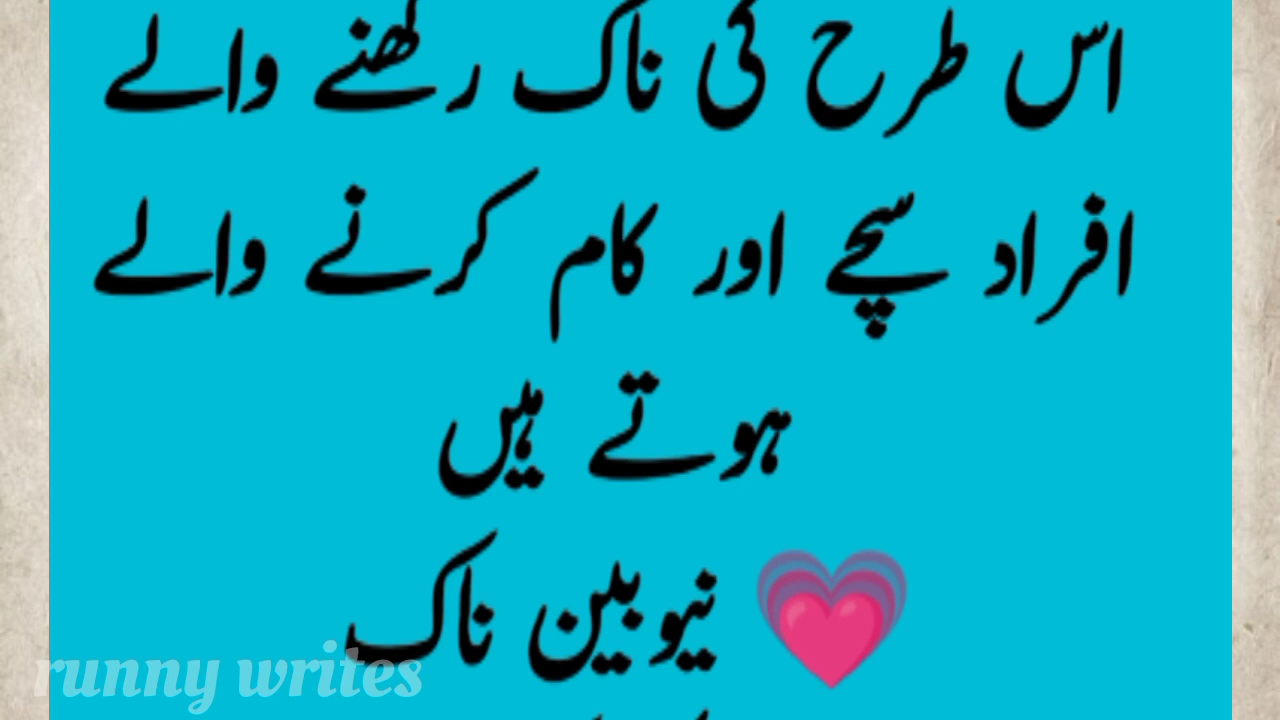 اس طرح کی ناک رکھنے والے
افراد سچے اور کام کرنے والے
ہوتے ہیں
💗 نیوبین ناک
runny writes